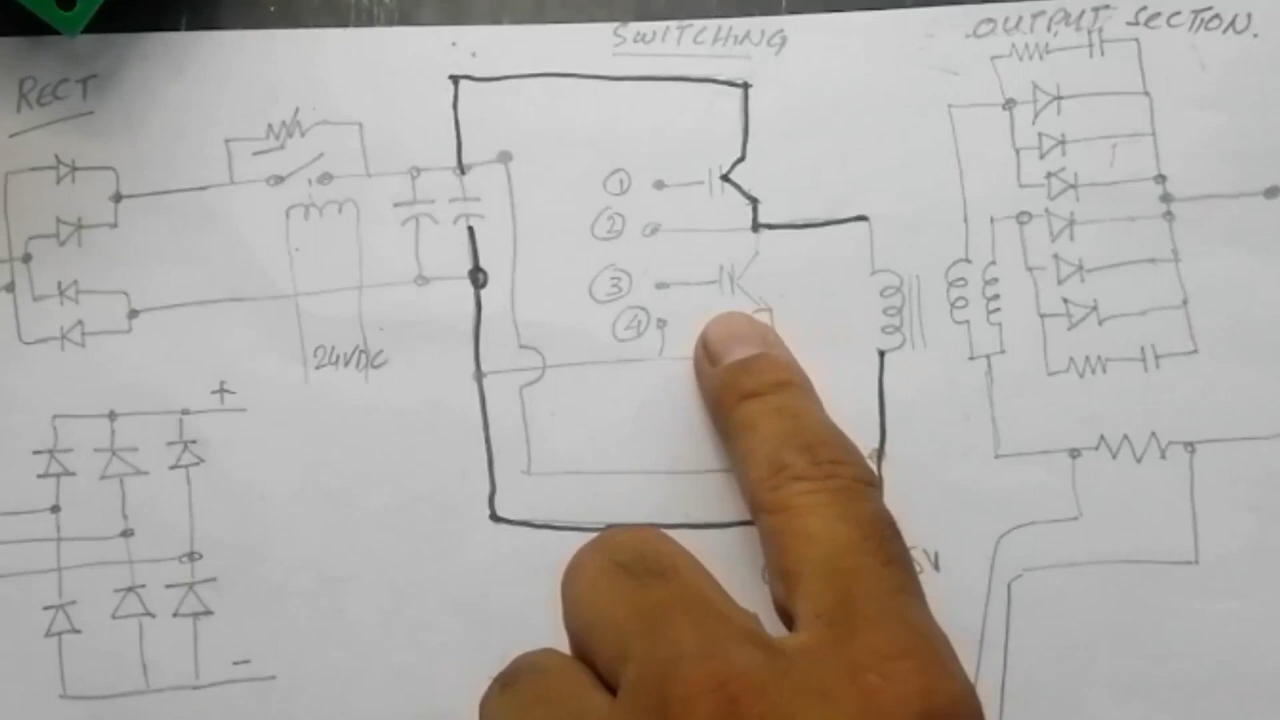 SWITCHING
OUTPUT SECTION.
RECT
1
2
3
4
24VDC
+
-